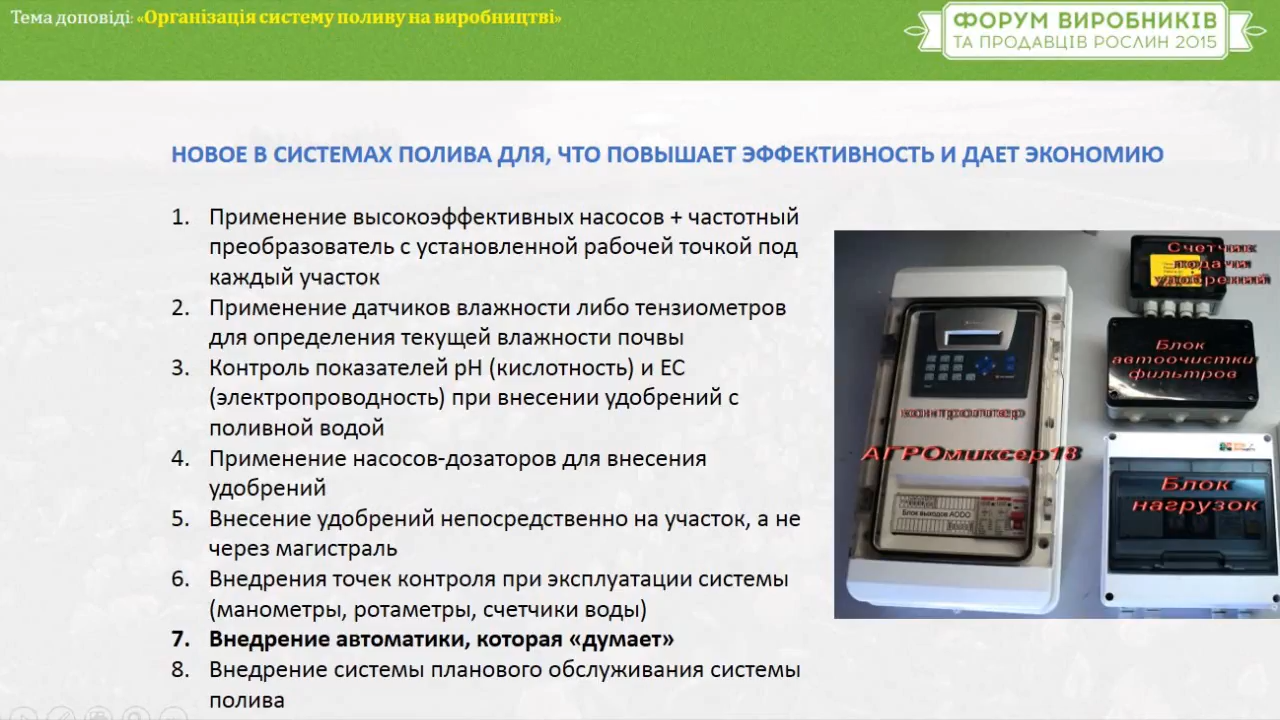 Тема доповіді: «Організація систему поливу на виробництві»
ФОРУМ ВИРОБНИКІВ
ТА ПРОДАВЦІВ РОСЛИН 2015
НОВОЕ В СИСТЕМАХ ПОЛИВА ДЛЯ, ЧТО ПОВЫШАЕТ ЭФФЕКТИВНОСТЬ И ДАЕТ ЭКОНОМИЮ
1. Применение высокоэффективных насосов + частотный
преобразователь с установленной рабочей точкой под
каждый участок
2. Применение датчиков влажности либо тензиометров
для определения текущей влажности почвы
3. Контроль показателей pH (кислотность) и EC
(электропроводность) при внесении удобрений с
поливной водой
4. Применение насосов-дозаторов для внесения
удобрений
5. Внесение удобрений непосредственно на участок, а не
через магистраль
6. Внедрения точек контроля при эксплуатации системы
(манометры, ротаметры, счетчики воды)
7. Внедрение автоматики, которая «думает»
8. Внедрение системы планового обслуживания системы
полива
Счетчик
подачи
удобрений
Блок
автоочистки
фильтров
контроллер
АГРОмиксер18
Блок
нагрузок
Блок выходов AODO